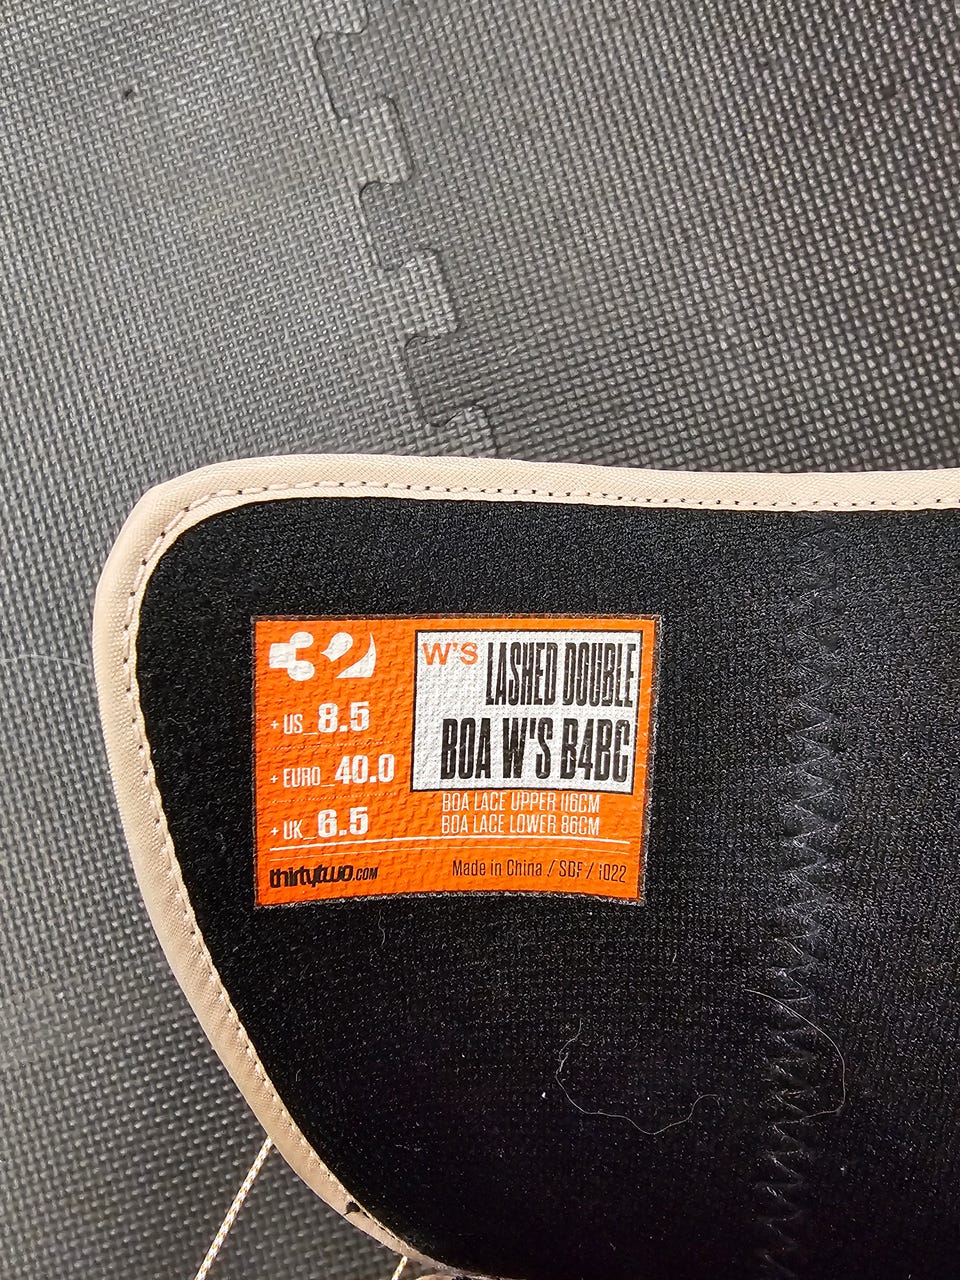 32
+ US_8.5
+ EURO_40.0
+ UK_6.5
thirtytwo.COM
W'S LASHED DOUBLE
BOA W'S B4BC
BOA LACE UPPER 116CM
BOA LACE LOWER 86CM
Made in China / SDF / 1022